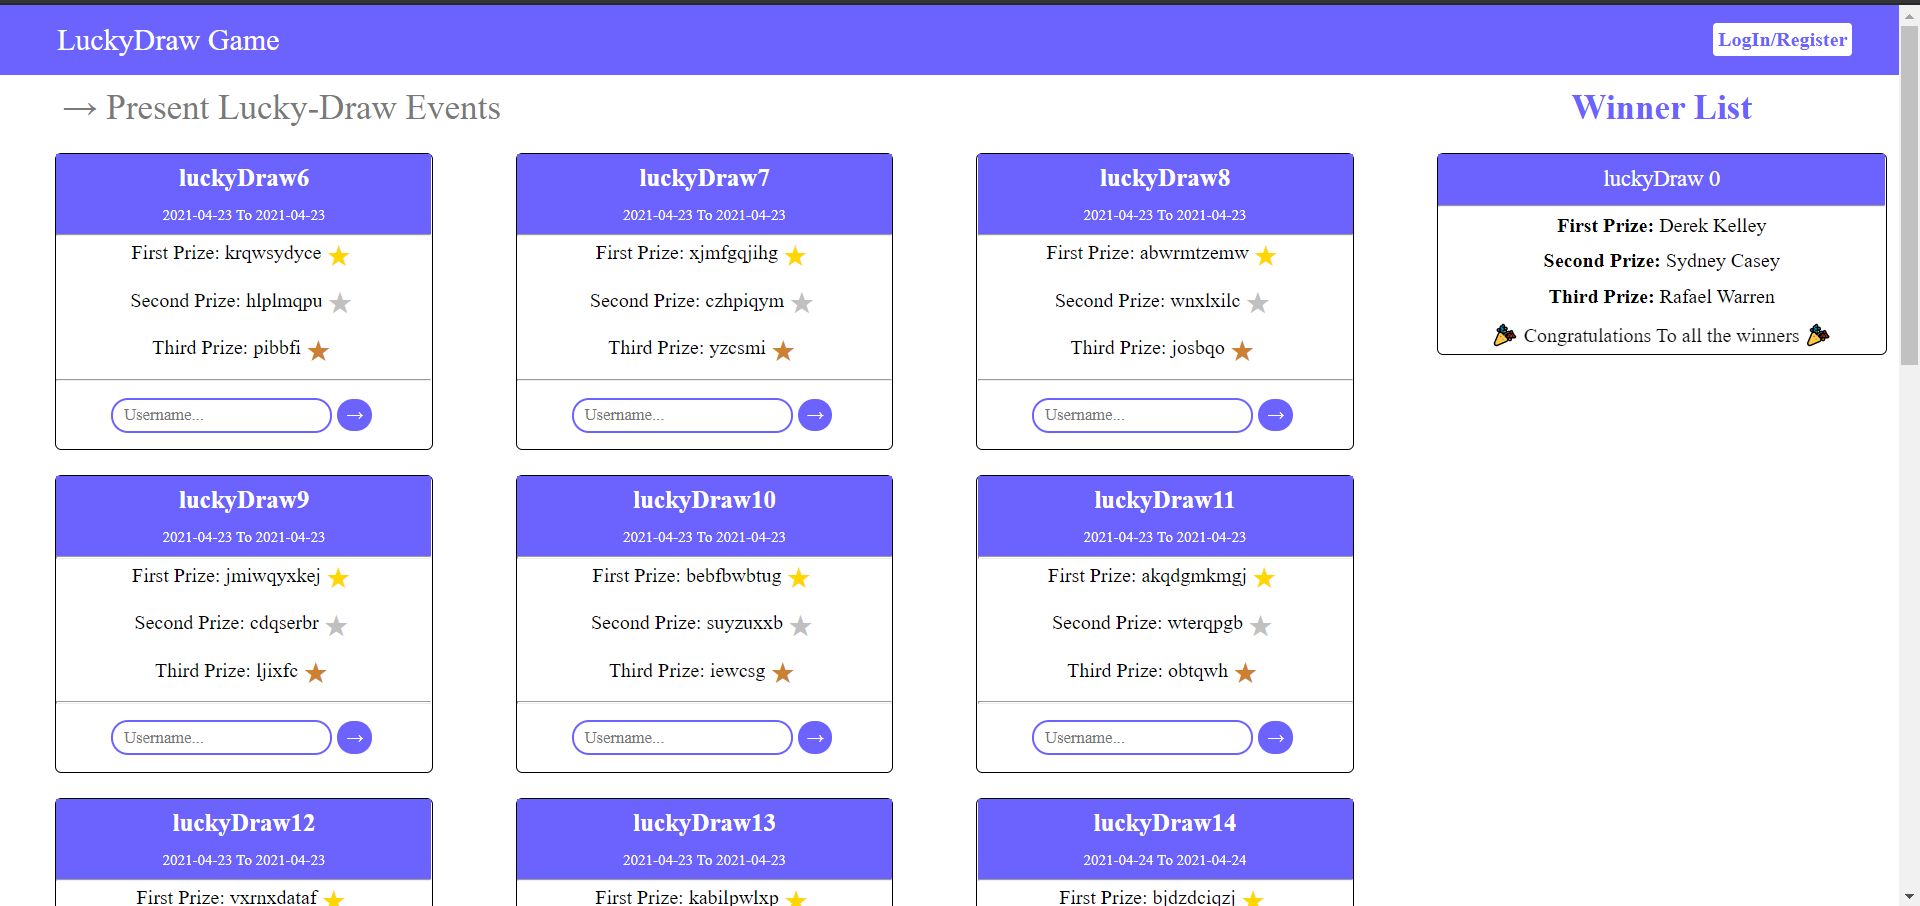 LuckyDraw Game
LogIn/Register
→ Present Lucky-Draw Events
Winner List
luckyDraw6
2021-04-23 To 2021-04-23
First Prize: krqwsydyce
Second Prize: hlplmqpu
Third Prize: pibbfi
Username...
→
luckyDraw7
2021-04-23 To 2021-04-23
First Prize: xjmfgqjihg
Second Prize: czhpiqym
Third Prize: yzcsmi
Username...
→
luckyDraw8
2021-04-23 To 2021-04-23
First Prize: abwrmtzemw
Second Prize: wnxlxilc
Third Prize: josbqo
Username...
→
luckyDraw 0
First Prize: Derek Kelley
Second Prize: Sydney Casey
Third Prize: Rafael Warren
Congratulations To all the winners
luckyDraw9
2021-04-23 To 2021-04-23
First Prize: jmiwqyxkej
Second Prize: cdqserbr
Third Prize: ljixfc
Username...
→
luckyDraw10
2021-04-23 To 2021-04-23
First Prize: bebfbwbtug
Second Prize: suyzuxxb
Third Prize: iewcsg
Username...
→
luckyDraw11
2021-04-23 To 2021-04-23
First Prize: akqdgmkmgj
Second Prize: wterqpgb
Third Prize: obtqwh
Username...
→
luckyDraw12
2021-04-23 To 2021-04-23
First Prize: vxrnxdataf
luckyDraw13
2021-04-23 To 2021-04-23
First Prize: kabilpwlxp
luckyDraw14
2021-04-24 To 2021-04-24
First Prize: bjdzdciqzj